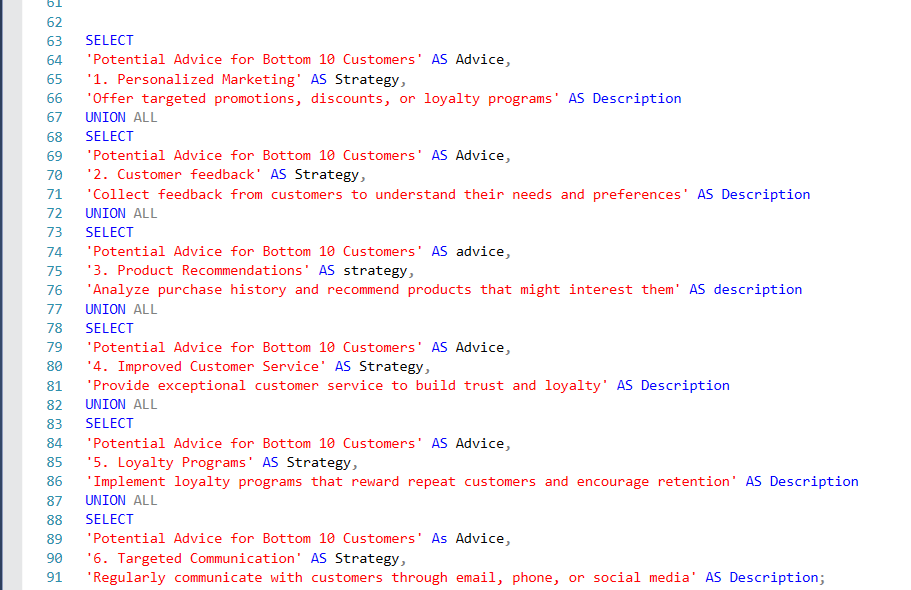 61
62
63 SELECT
64 'Potential Advice for Bottom 10 Customers' AS Advice,
65 '1. Personalized Marketing' AS Strategy,
66 'Offer targeted promotions, discounts, or loyalty programs' AS Description
67 UNION ALL
68 SELECT
69 'Potential Advice for Bottom 10 Customers' AS Advice,
70 '2. Customer feedback' AS Strategy,
71 'Collect feedback from customers to understand their needs and preferences' AS Description
72 UNION ALL
73 SELECT
74 'Potential Advice for Bottom 10 Customers' AS advice,
75 '3. Product Recommendations' AS strategy,
76 'Analyze purchase history and recommend products that might interest them' AS description
77 UNION ALL
78 SELECT
79 'Potential Advice for Bottom 10 Customers' AS Advice,
80 '4. Improved Customer Service' AS Strategy,
81 'Provide exceptional customer service to build trust and loyalty' AS Description
82 UNION ALL
83 SELECT
84 'Potential Advice for Bottom 10 Customers' AS Advice,
85 '5. Loyalty Programs' AS Strategy,
86 'Implement loyalty programs that reward repeat customers and encourage retention' AS Description
87 UNION ALL
88 SELECT
89 'Potential Advice for Bottom 10 Customers' As Advice,
90 '6. Targeted Communication' AS Strategy,
91 'Regularly communicate with customers through email, phone, or social media' AS Description;